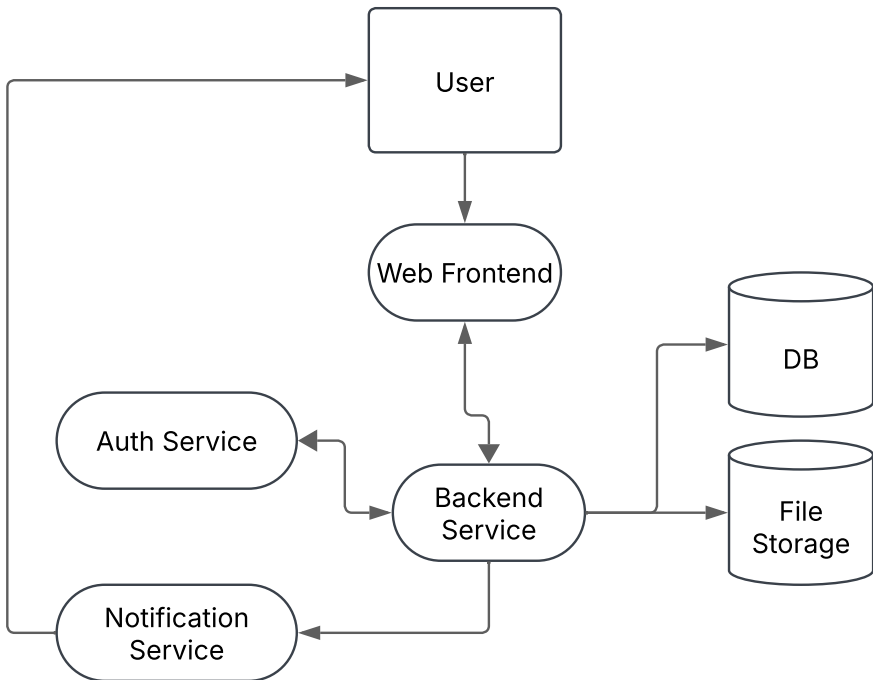 User
Web Frontend
DB
Auth Service
Backend
Service
File
Storage
Notification
Service